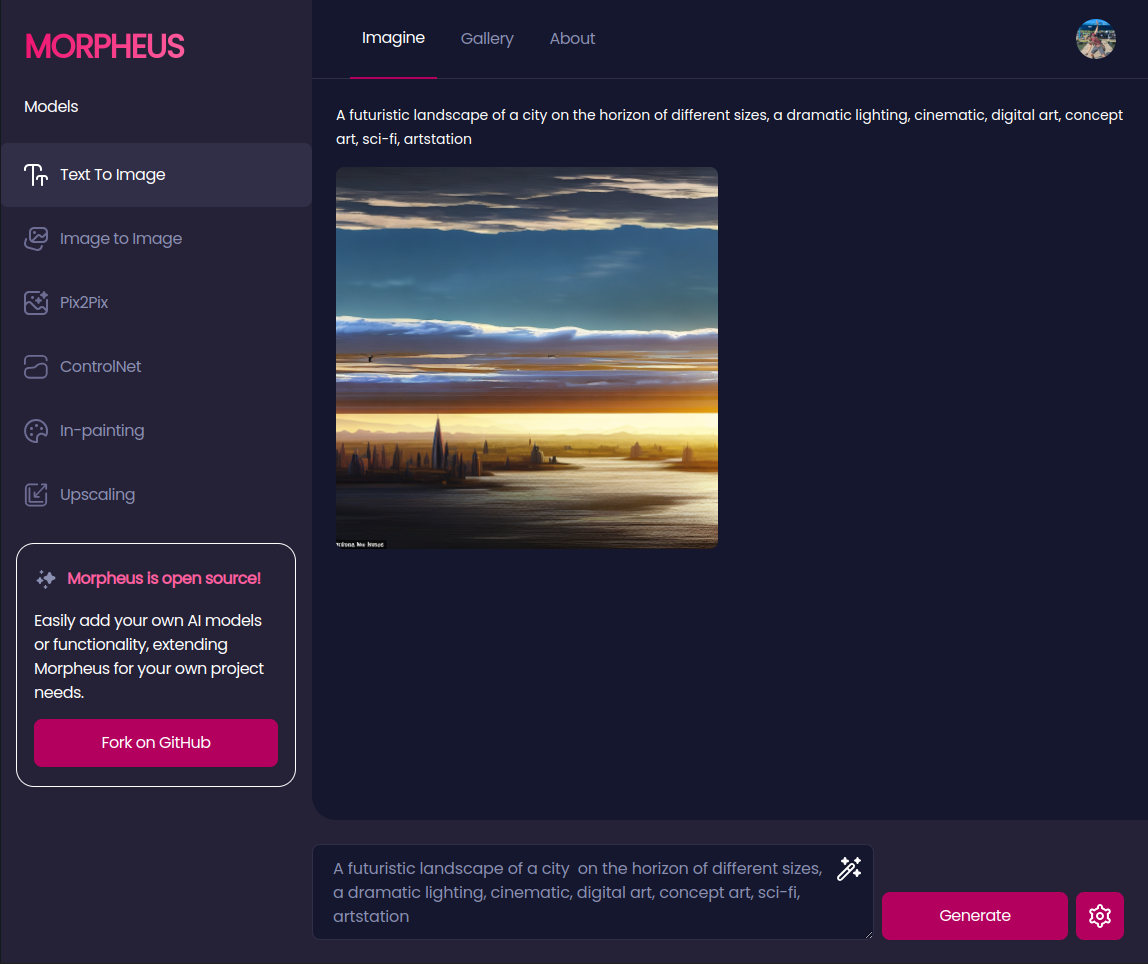 MORPHEUS
Imagine
Gallery
About
Models
Text To Image
Image to Image
Pix2Pix
ControlNet
In-painting
Upscaling
Morpheus is open source!
Easily add your own AI models
or functionality, extending
Morpheus for your own project
needs.
Fork on GitHub
A futuristic landscape of a city on the horizon of different sizes, a dramatic lighting, cinematic, digital art, concept
art, sci-fi, artstation
A futuristic landscape of a city  on the horizon of different sizes,
a dramatic lighting, cinematic, digital art, concept art, sci-fi,
artstation
Generate